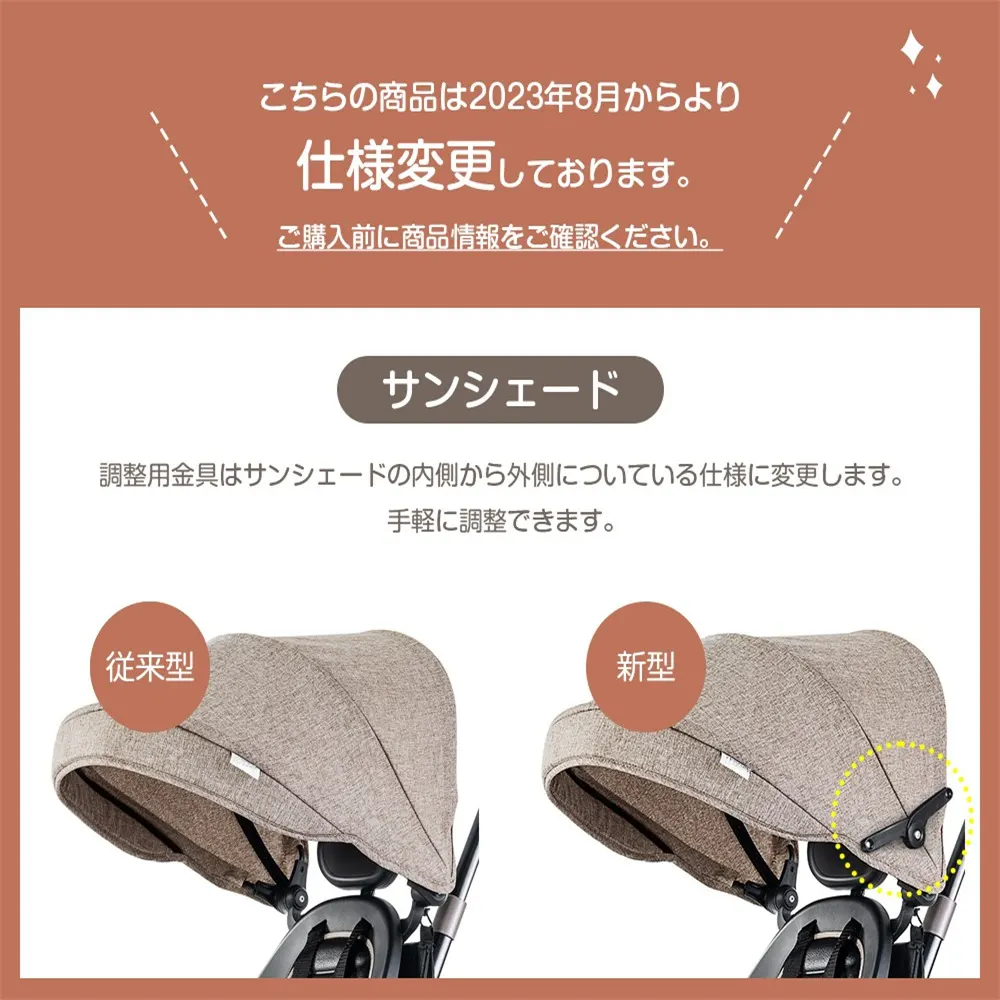 こちらの商品は2023年8月からより
仕様変更しております。
ご購入前に商品情報をご確認ください。
サンシェード
調整用金具はサンシェードの内側から外側についている仕様に変更します。
手軽に調整できます。
従来型
新型